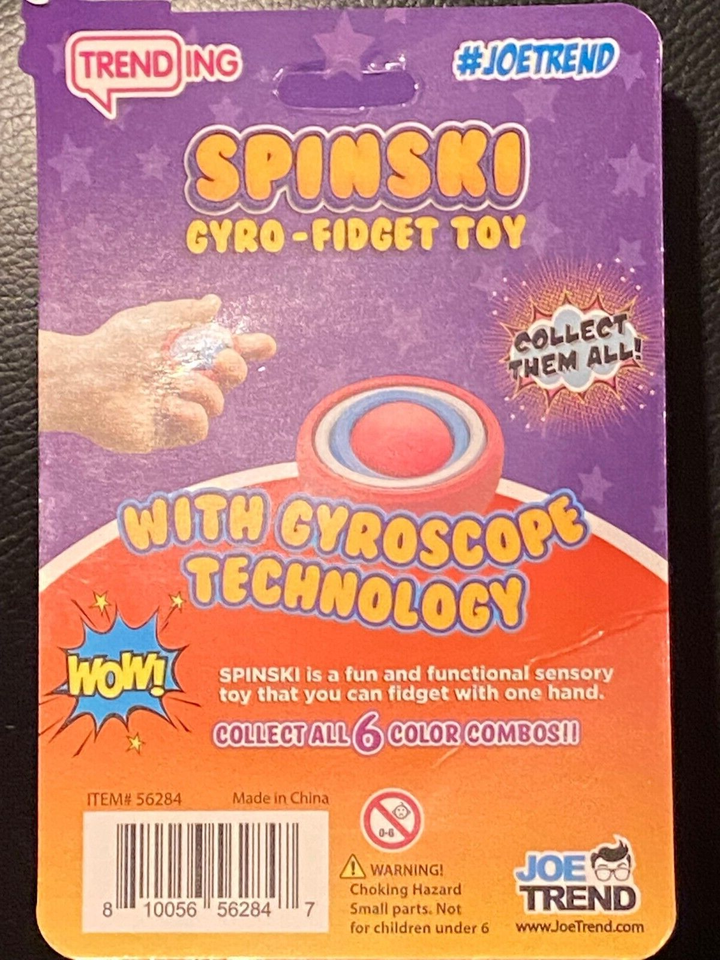 TRENDING
#JOETREND
SPINSKI
GYRO-FIDGET TOY
COLLECT
THEM ALL!
WITH GYROSCOPE
TECHNOLOGY
WOW!
SPINSKI is a fun and functional sensory
toy that you can fidget with one hand.
COLLECT ALL 6 COLOR COMBOS!!
ITEM# 56284
Made in China
0-6
WARNING!
Choking Hazard
Small parts. Not
for children under 6
8 10056 56284 7
JOE
TREND
www.JoeTrend.com